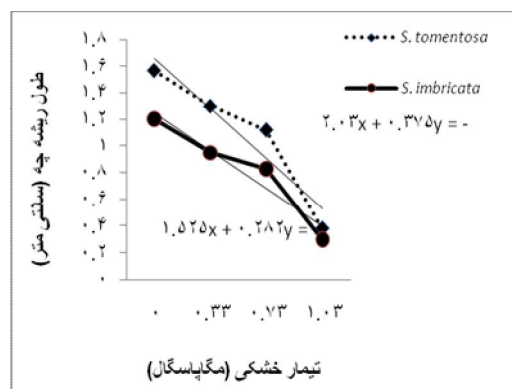 ۱.۸
۱.۶
۱.۴
۱.۲
۱
۰.۸
۰.۶
۰.۴
۰.۲
۰
طول ریشه چه (سانتی متر)
S. tomentosa
S. imbricata
۲.۰۳x + ۰.۳۷۵y = -
۱.۵۲۵x + ۰.۲۸۲y =
۰ ۰.۳۳ ۰.۷۳ ۱.۰۳
تیمار خشکی (مگاپاسگال)